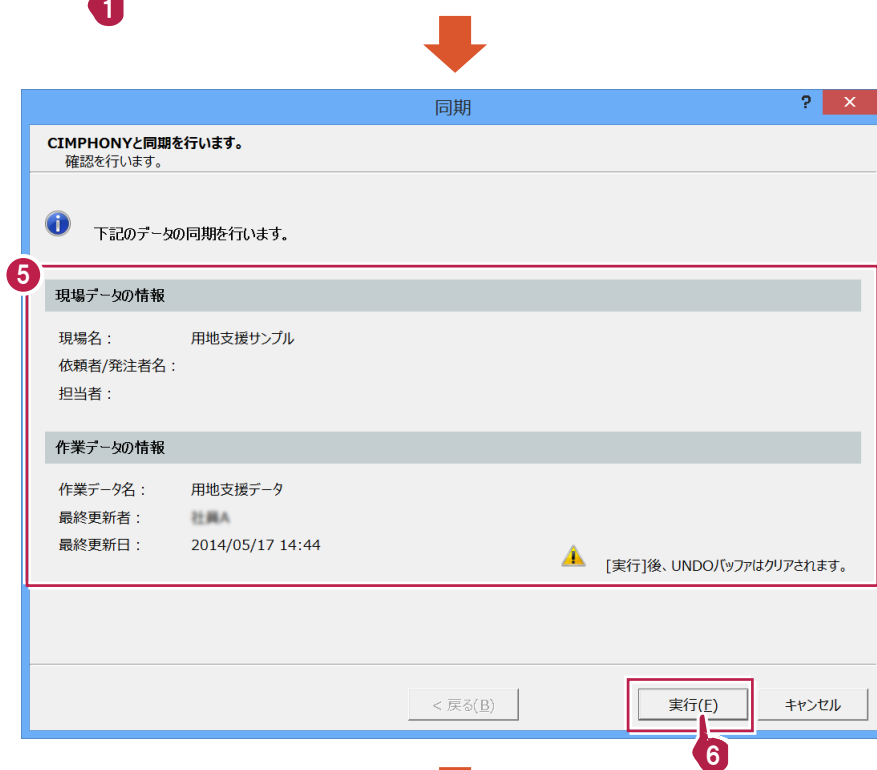 1
同期
?
CIMPHONYと同期を行います。
確認を行います。
下記のデータの同期を行います。
5
現場データの情報
現場名： 用地支援サンプル
依頼者/発注者名：
担当者：
作業データの情報
作業データ名： 用地支援データ
最終更新者：
最終更新日： 2014/05/17 14:44
[実行]後、UNDOバッファはクリアされます。
< 戻る(B) 実行(F) キャンセル
6